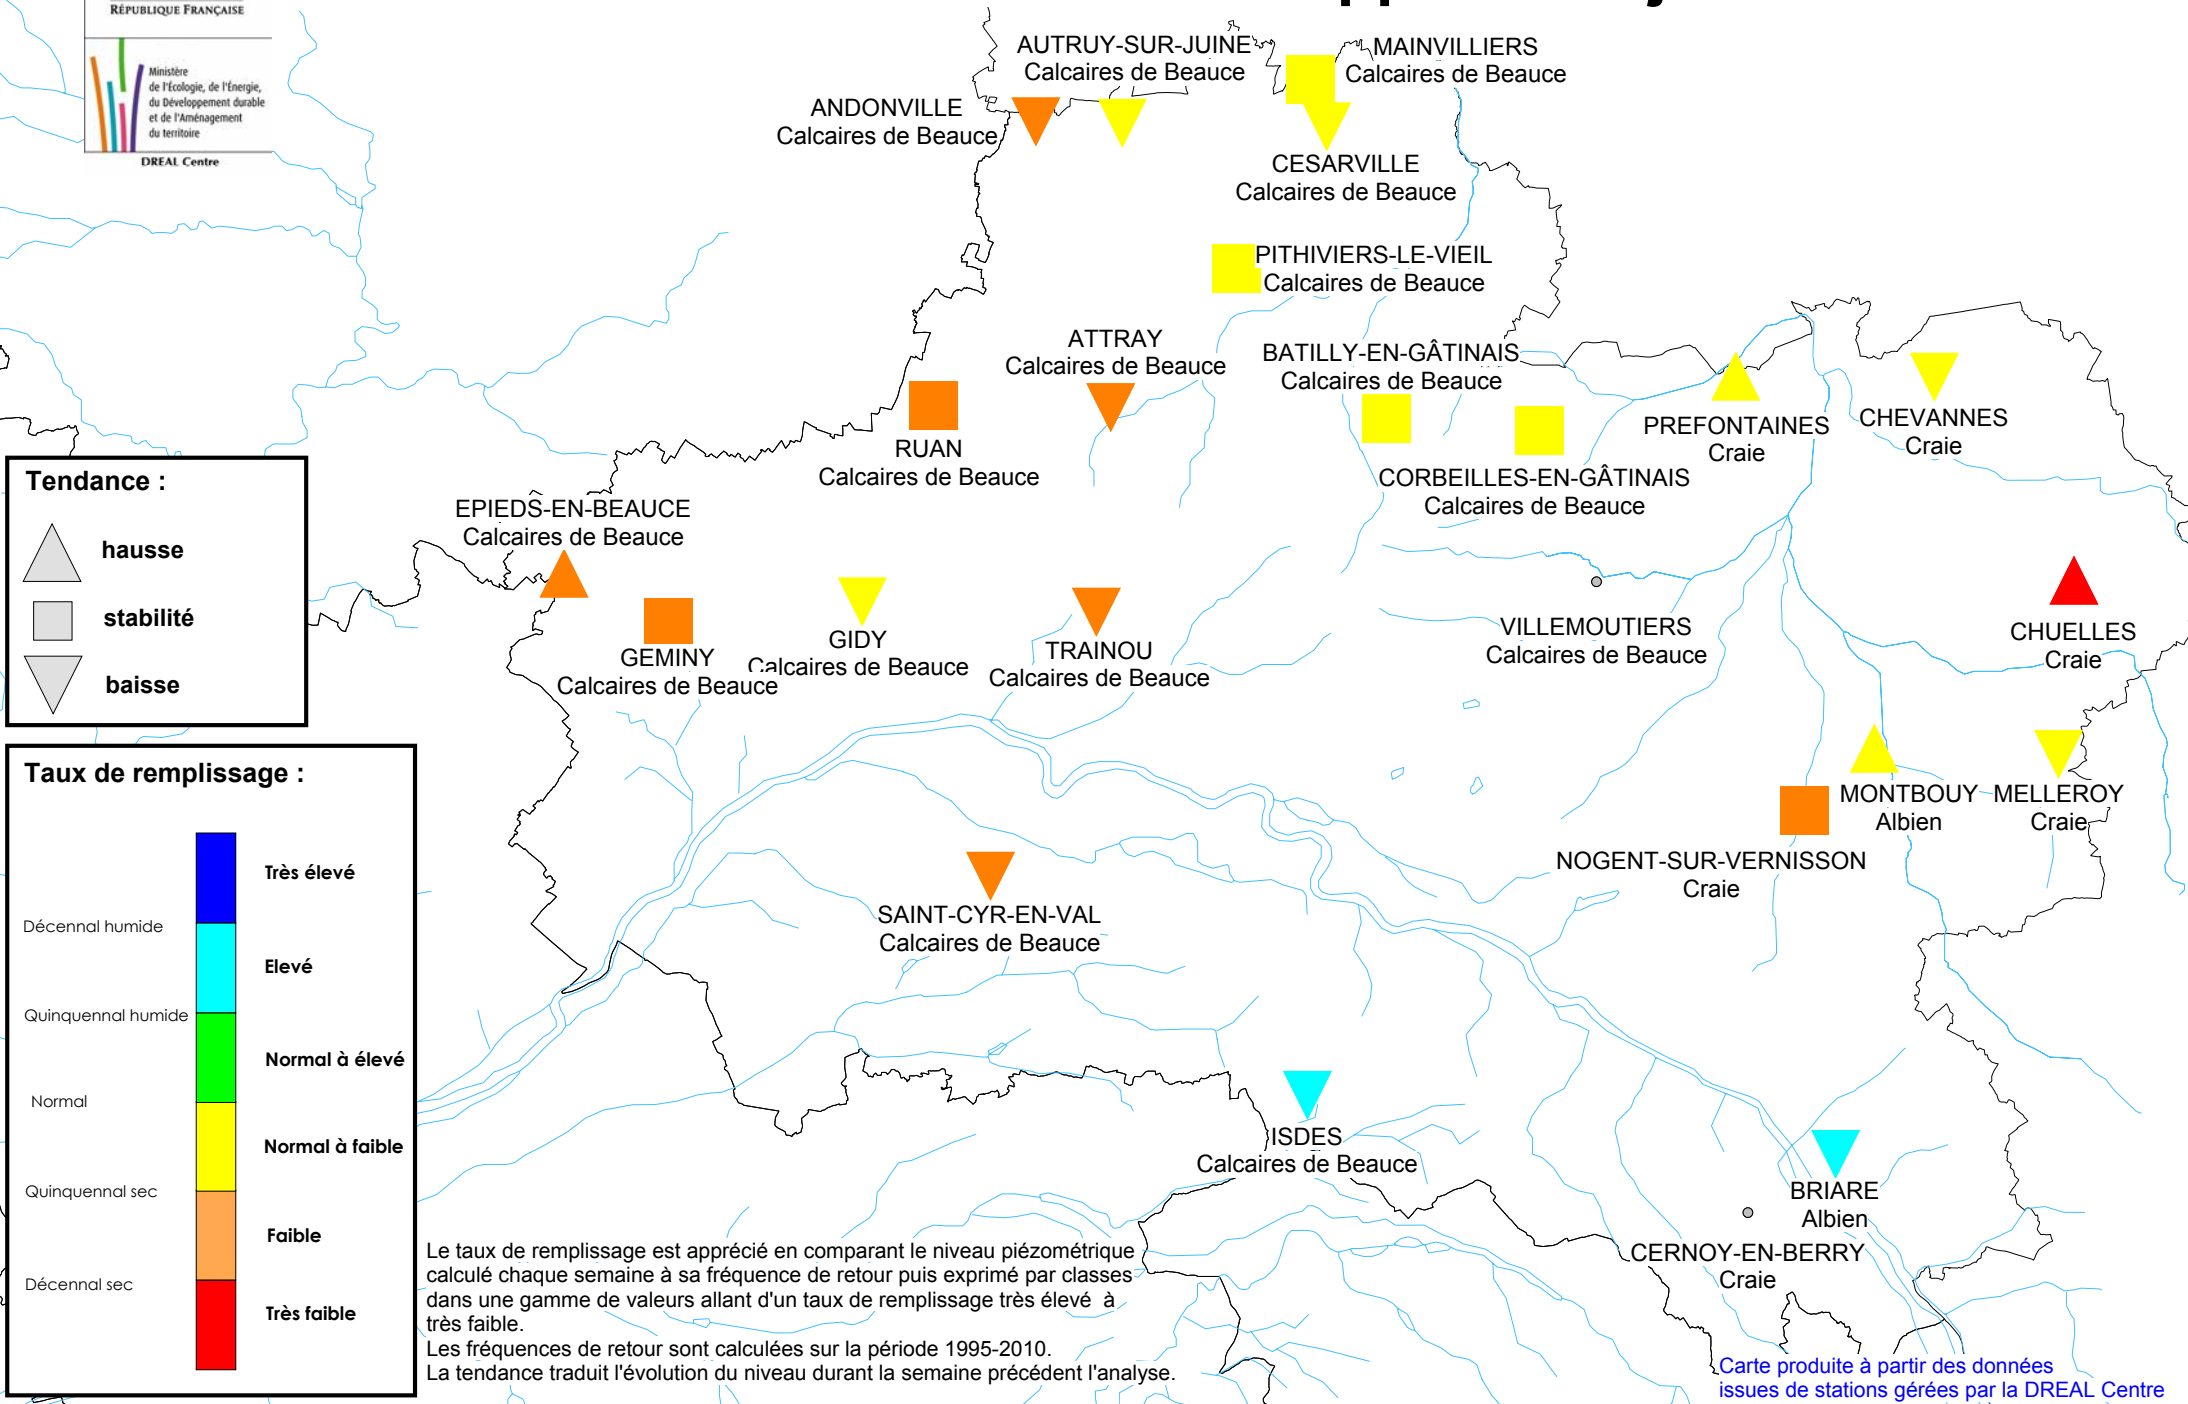 RÉPUBLIQUE FRANÇAISE
Ministère
de l'Écologie, de l'Énergie,
du Développement durable
et de l'Aménagement
du territoire
DREAL Centre
AUTRUY-SUR-JUINE
Calcaires de Beauce
MAINVILLIERS
Calcaires de Beauce
ANDONVILLE
Calcaires de Beauce
CESARVILLE
Calcaires de Beauce
PITHIVIERS-LE-VIEIL
Calcaires de Beauce
ATTRAY
Calcaires de Beauce
BATILLY-EN-GÂTINAIS
Calcaires de Beauce
RUAN
Calcaires de Beauce
CORBEILLES-EN-GÂTINAIS
Calcaires de Beauce
PREFONTAINES
Craie
CHEVANNES
Craie
Tendance :
hausse
stabilité
baisse
EPIEDS-EN-BEAUCE
Calcaires de Beauce
GEMINY
Calcaires de Beauce
GIDY
Calcaires de Beauce
TRAINOU
Calcaires de Beauce
VILLEMOUTIERS
Calcaires de Beauce
CHUELLES
Craie
MONTBOUY
Albien
MELLEROY
Craie
NOGENT-SUR-VERNISSON
Craie
SAINT-CYR-EN-VAL
Calcaires de Beauce
ISDES
Calcaires de Beauce
BRIARE
Albien
CERNOY-EN-BERRY
Craie
Taux de remplissage :
Très élevé
Décennal humide
Elevé
Quinquennal humide
Normal à élevé
Normal
Normal à faible
Quinquennal sec
Faible
Décennal sec
Très faible
Le taux de remplissage est apprécié en comparant le niveau piézométrique
calculé chaque semaine à sa fréquence de retour puis exprimé par classes
dans une gamme de valeurs allant d'un taux de remplissage très élevé à
très faible.
Les fréquences de retour sont calculées sur la période 1995-2010.
La tendance traduit l'évolution du niveau durant la semaine précédent l'analyse.
Carte produite à partir des données
issues de stations gérées par la DREAL Centre